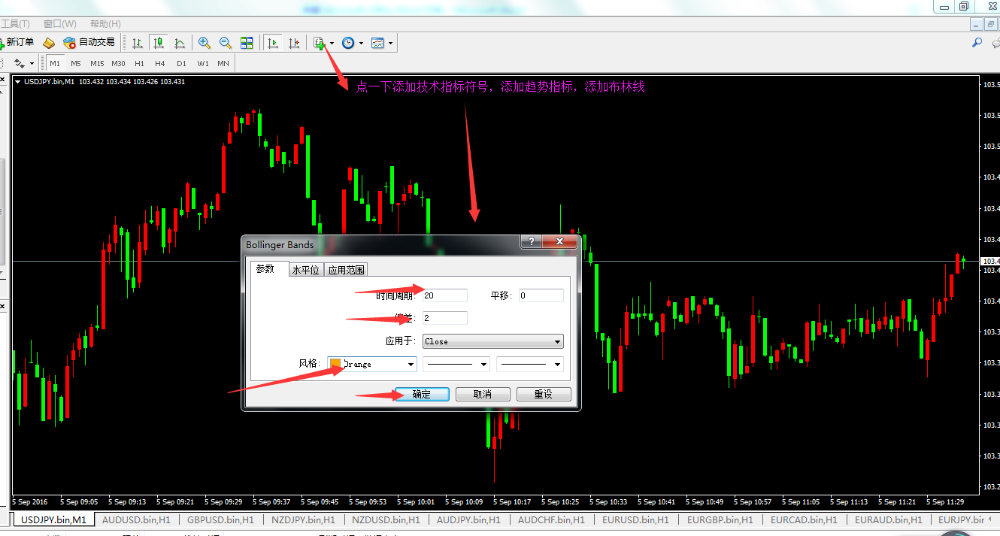 工具(T) 窗口(W) 帮助(H)
新订单 自动交易
M1 M5 M15 M30 H1 H4 D1 W1 MN
USDJPY.bin,M1 103.432 103.434 103.426 103.431
点一下添加技术指标符号，添加趋势指标，添加布林线
Bollinger Bands
参数 水平位 应用范围
时间周期: 20 平移: 0
偏差: 2
应用于: Close
风格: Orange
确定 取消 重设
103.5
103.5
103.4
103.4
103.4
103.4
103.4
103.4
103.3
103.3
103.3
103.3
103.3
103.2
5 Sep 2016 5 Sep 09:05 5 Sep 09:13 5 Sep 09:21 5 Sep 09:29 5 Sep 09:37 5 Sep 09:45 5 Sep 09:53 5 Sep 10:01 5 Sep 10:09 5 Sep 10:17 5 Sep 10:25 5 Sep 10:33 5 Sep 10:41 5 Sep 10:49 5 Sep 10:57 5 Sep 11:05 5 Sep 11:13 5 Sep 11:21 5 Sep 11:29
USDJPY.bin,M1 AUDUSD.bin,H1 GBPUSD.bin,H1 NZDJPY.bin,H1 NZDUSD.bin,H1 AUDJPY.bin,H1 AUDCHF.bin,H1 EURUSD.bin,H1 EURGBP.bin,H1 EURCAD.bin,H1 EURAUD.bin,H1 EURJPY.bin